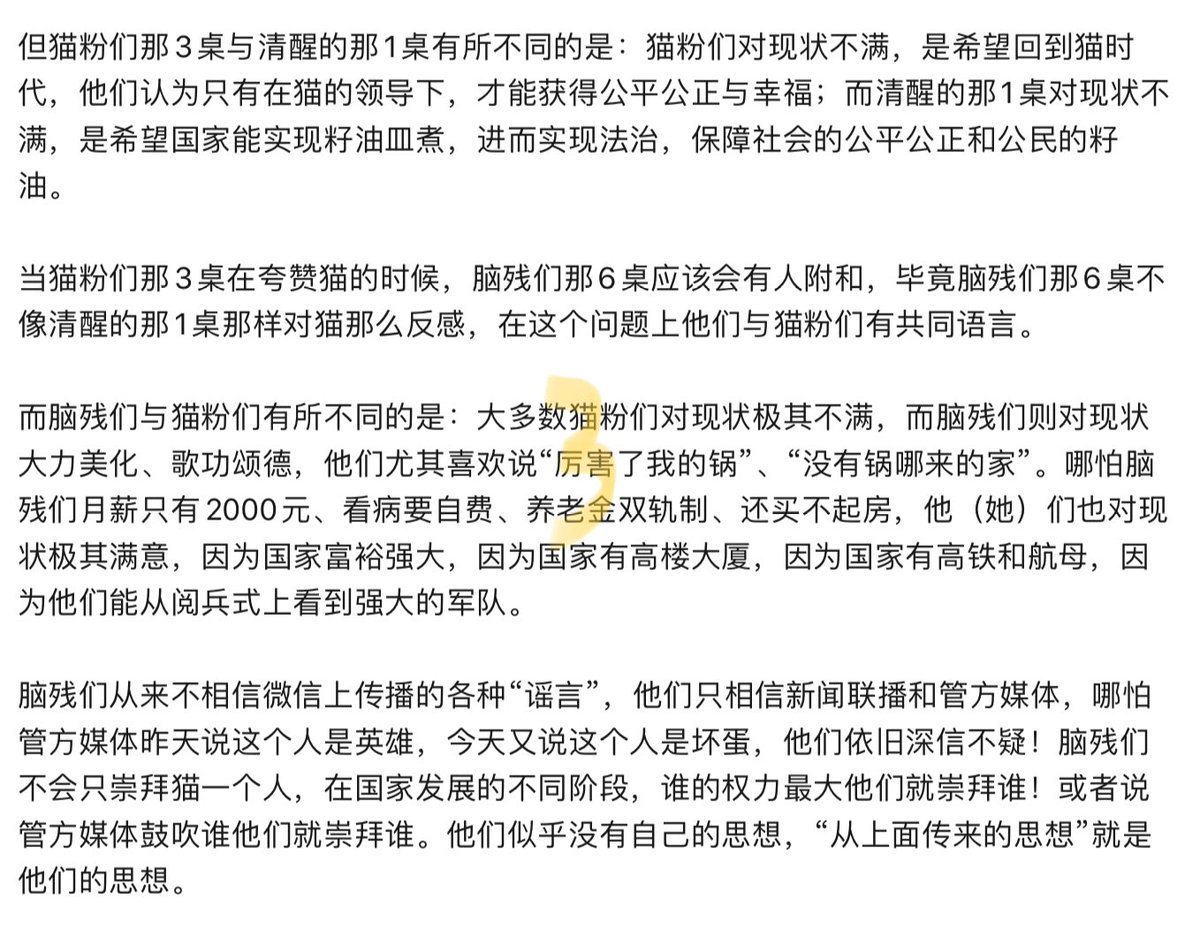 但猫粉们那3桌与清醒的那1桌有所不同的是：猫粉们对现状不满，是希望回到猫时
代，他们认为只有在猫的领导下，才能获得公平公正与幸福；而清醒的那1桌对现状不
满，是希望国家能实现籽油皿煮，进而实现法治，保障社会的公平公正和公民的籽
油。
当猫粉们那3桌在夸赞猫的时候，脑残们那6桌应该会有人附和，毕竟脑残们那6桌不
像清醒的那1桌那样对猫那么反感，在这个问题上他们与猫粉们有共同语言。
而脑残们与猫粉们有所不同的是：大多数猫粉们对现状极其不满，而脑残们则对现状
大力美化、歌功颂德，他们尤其喜欢说“厉害了我的锅”、“没有锅哪来的家”。哪怕脑
残们月薪只有2000元、看病要自费、养老金双轨制、还买不起房，他（她）们也对现
状极其满意，因为国家富裕强大，因为国家有高楼大厦，因为国家有高铁和航母，因
为他们能从阅兵式上看到强大的军队。
脑残们从来不相信微信上传播的各种“谣言”，他们只相信新闻联播和管方媒体，哪怕
管方媒体昨天说这个人是英雄，今天又说这个人是坏蛋，他们依旧深信不疑！脑残们
不会只崇拜猫一个人，在国家发展的不同阶段，谁的权力最大他们就崇拜谁！或者说
管方媒体鼓吹谁他们就崇拜谁。他们似乎没有自己的思想，“从上面传来的思想”就是
他们的思想。
3